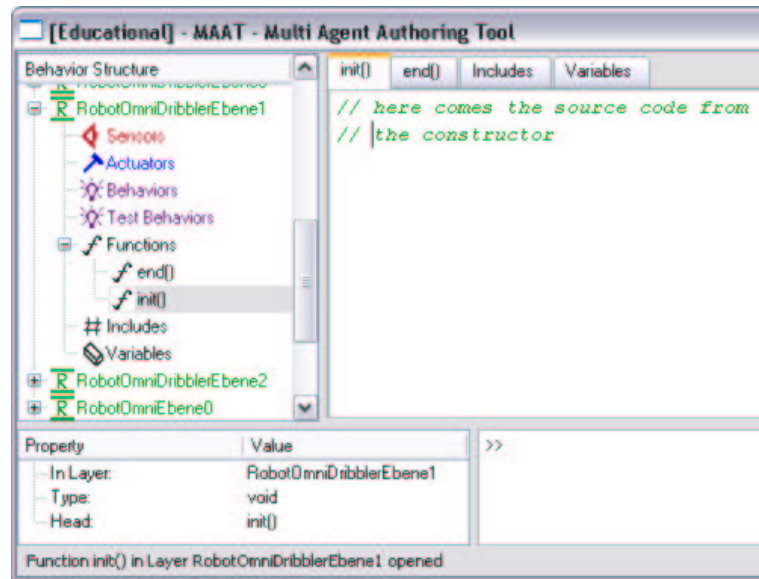 [Educational] - MAAT - Multi Agent Authoring Tool
Behavior Structure
init() end() Includes Variables
R RobotOmniDribblerEbene1
Sensors
Actuators
Behaviors
Test Behaviors
f Functions
f end()
f init()
# Includes
Variables
R RobotOmniDribblerEbene2
R RobotOmniEbene0
// here comes the source code from
// the constructor
Property Value
In Layer: RobotOmniDribblerEbene1
Type: void
Head: init()
>>
Function init() in Layer RobotOmniDribblerEbene1 opened